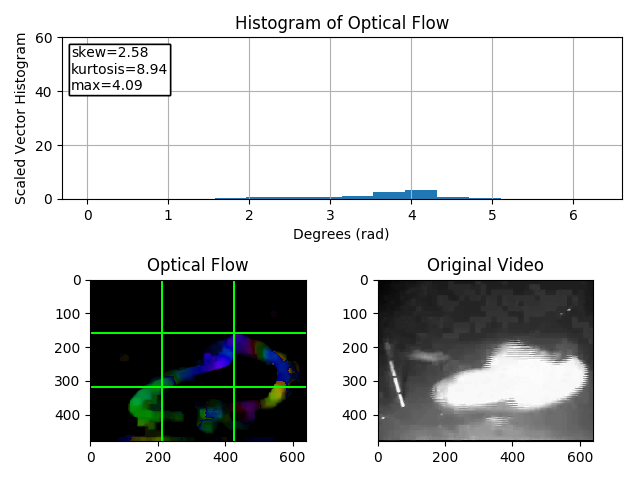 Histogram of Optical Flow
Scaled Vector Histogram
60
40
20
0
skew=2.58
kurtosis=8.94
max=4.09
0 1 2 3 4 5 6
Degrees (rad)
Optical Flow
0
100
200
300
400
0 200 400 600
Original Video
0
100
200
300
400
0 200 400 600